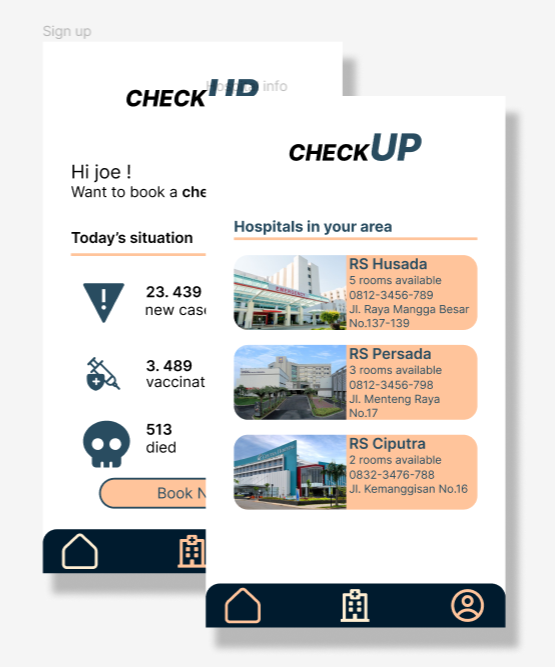 Sign up
Hospital info
CHECKUP
Hi joe !
Want to book a che
Today's situation
23. 439
new case
3. 489
vaccinat
513
died
Book N
CHECKUP
Hospitals in your area
RS Husada
5 rooms available
0812-3456-789
Jl. Raya Mangga Besar
No.137-139
RS Persada
3 rooms available
0812-3456-798
Jl. Menteng Raya
No.17
RS Ciputra
2 rooms available
0832-3476-788
Jl. Kemanggisan No.16